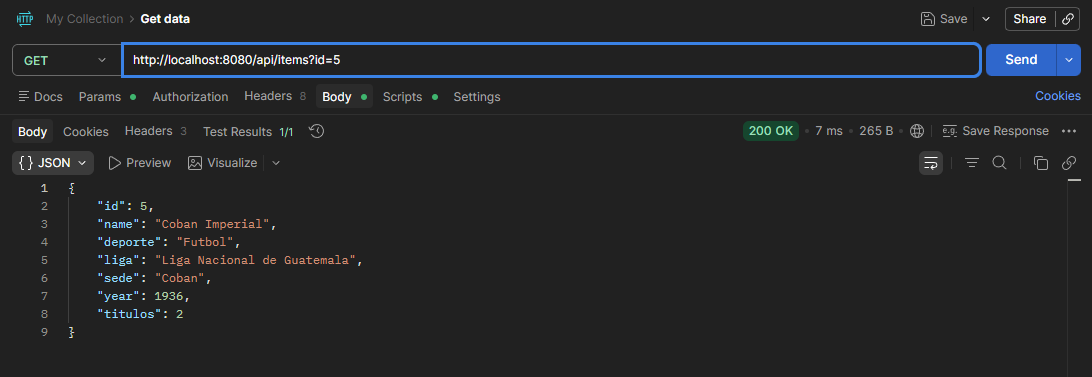 HTTP My Collection > Get data Save Share
GET http://localhost:8080/api/items?id=5 Send
Docs Params Authorization Headers 8 Body Scripts Settings Cookies
Body Cookies Headers 3 Test Results 1/1 200 OK 7 ms 265 B e.g. Save Response
{ } JSON Preview Visualize
1 {
2 "id": 5,
3 "name": "Coban Imperial",
4 "deporte": "Futbol",
5 "liga": "Liga Nacional de Guatemala",
6 "sede": "Coban",
7 "year": 1936,
8 "titulos": 2
9 }